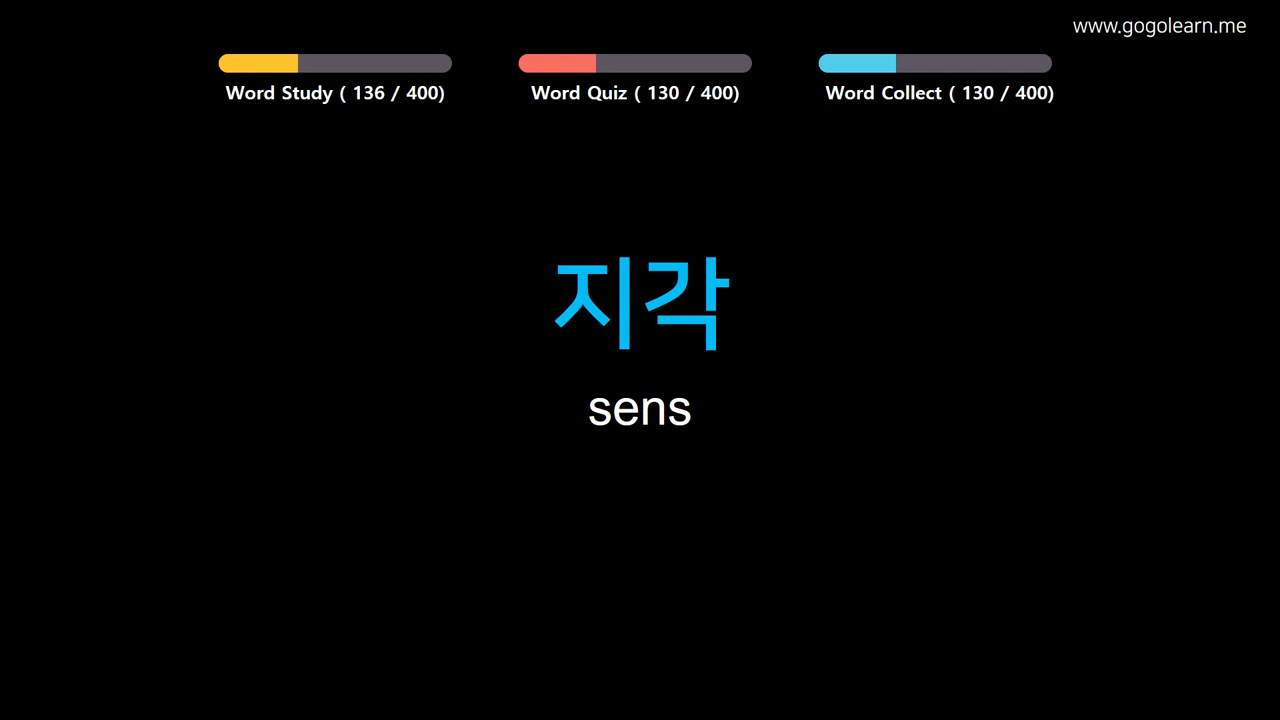 www.gogolearn.me
Word Study ( 136 / 400)
Word Quiz ( 130 / 400)
Word Collect ( 130 / 400)
지각
sens